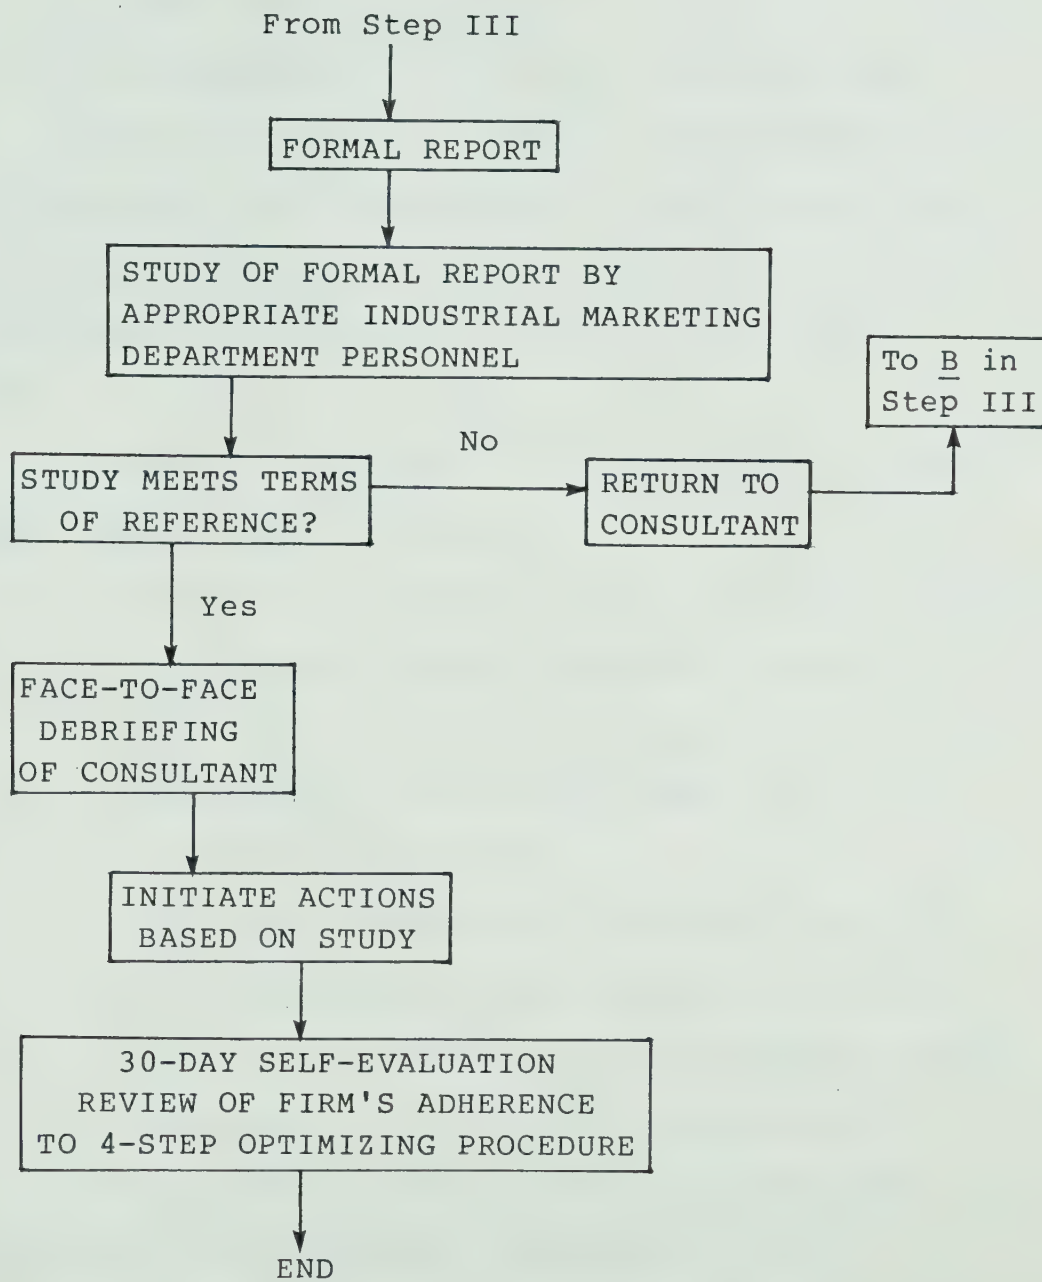 From Step III
FORMAL REPORT
STUDY OF FORMAL REPORT BY
APPROPRIATE INDUSTRIAL MARKETING
DEPARTMENT PERSONNEL
To B in
Step III
No
STUDY MEETS TERMS
OF REFERENCE?
RETURN TO
CONSULTANT
Yes
FACE-TO-FACE
DEBRIEFING
OF CONSULTANT
INITIATE ACTIONS
BASED ON STUDY
30-DAY SELF-EVALUATION
REVIEW OF FIRM'S ADHERENCE
TO 4-STEP OPTIMIZING PROCEDURE
END